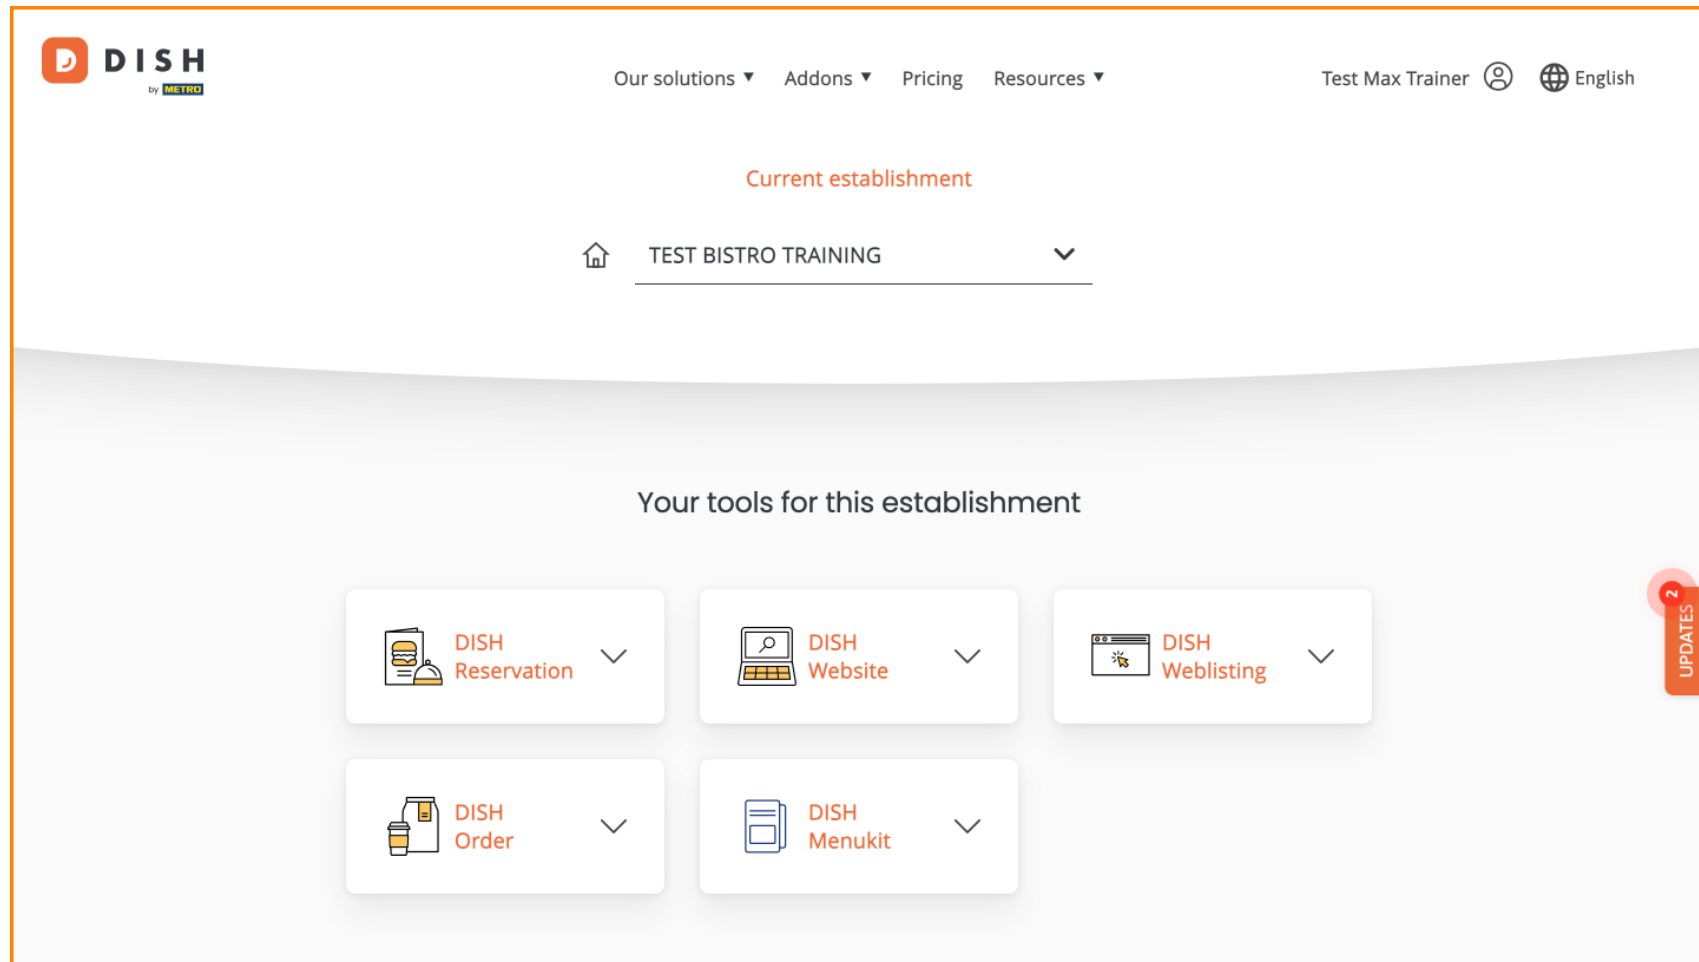 DISH
by METRO
Our solutions ▼ Addons ▼ Pricing Resources ▼
Test Max Trainer
English
Current establishment
TEST BISTRO TRAINING
Your tools for this establishment
DISH
Reservation
DISH
Website
DISH
Weblisting
DISH
Order
DISH
Menukit
2
UPDATES